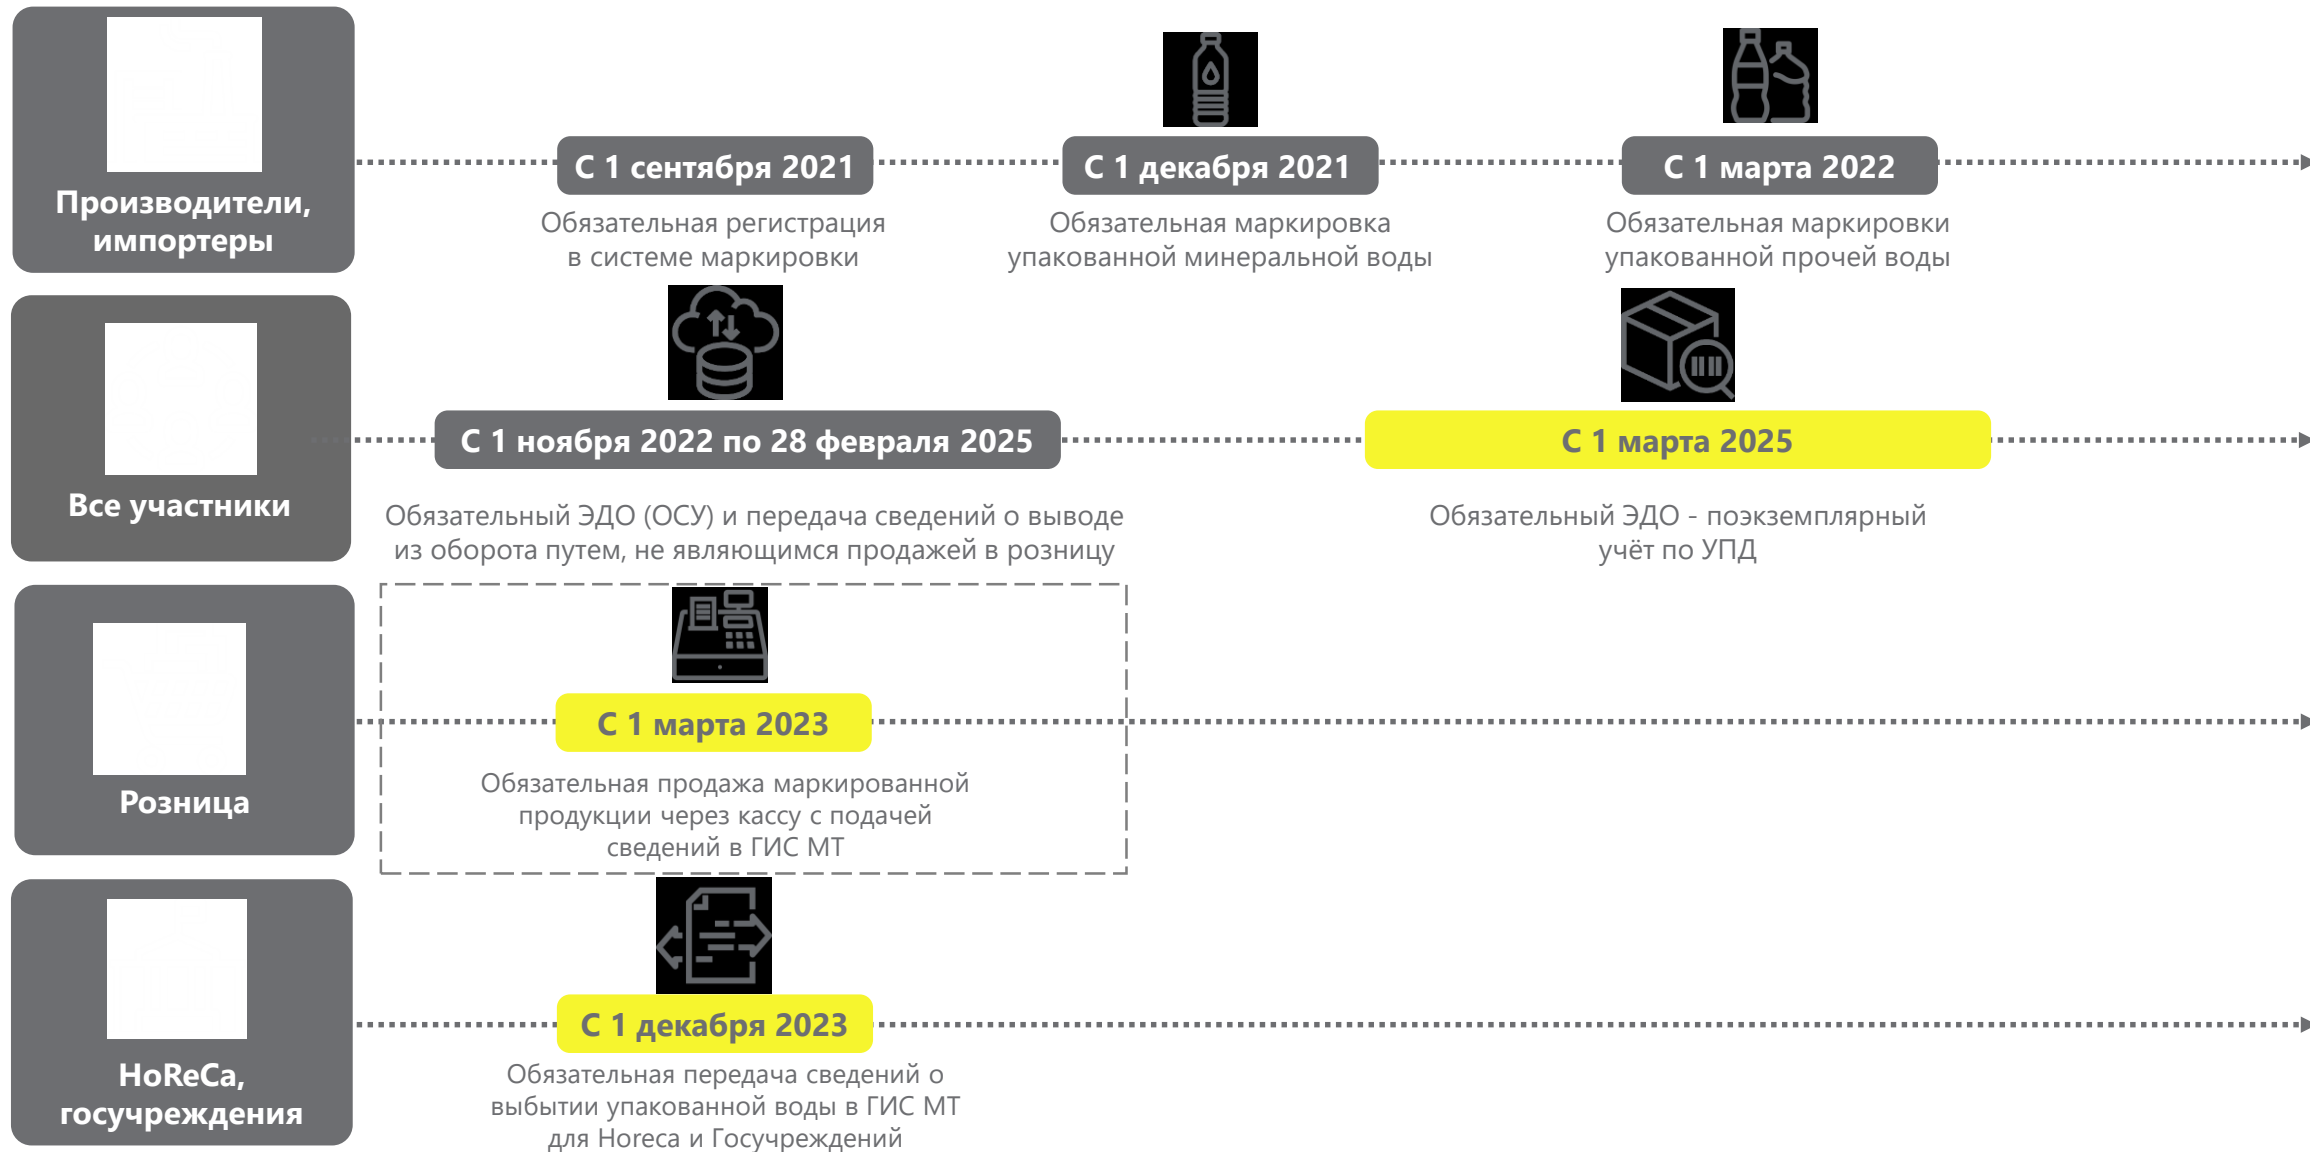 Производители,
импортеры
С 1 сентября 2021
Обязательная регистрация
в системе маркировки
С 1 декабря 2021
Обязательная маркировка
упакованной минеральной воды
С 1 марта 2022
Обязательная маркировки
упакованной прочей воды
Все участники
С 1 ноября 2022 по 28 февраля 2025
Обязательный ЭДО (ОСУ) и передача сведений о выводе
из оборота путем, не являющимся продажей в розницу
С 1 марта 2025
Обязательный ЭДО - поэкземплярный
учёт по УПД
Розница
С 1 марта 2023
Обязательная продажа маркированной
продукции через кассу с подачей
сведений в ГИС МТ
HoReCa,
госучреждения
С 1 декабря 2023
Обязательная передача сведений о
выбытии упакованной воды в ГИС МТ
для Horeca и Госучреждений